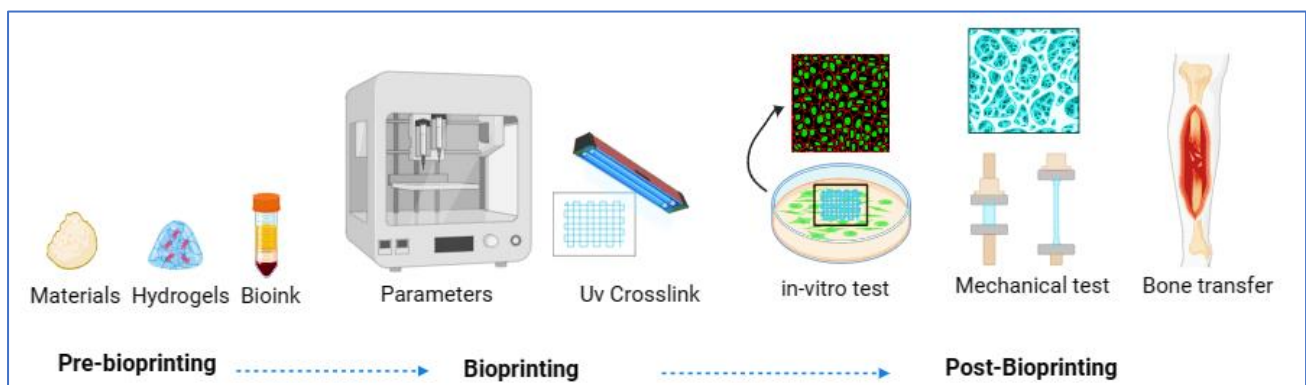 Materials
Hydrogels
Bioink
Parameters
Uv Crosslink
in-vitro test
Mechanical test
Bone transfer
Pre-bioprinting
Bioprinting
Post-Bioprinting